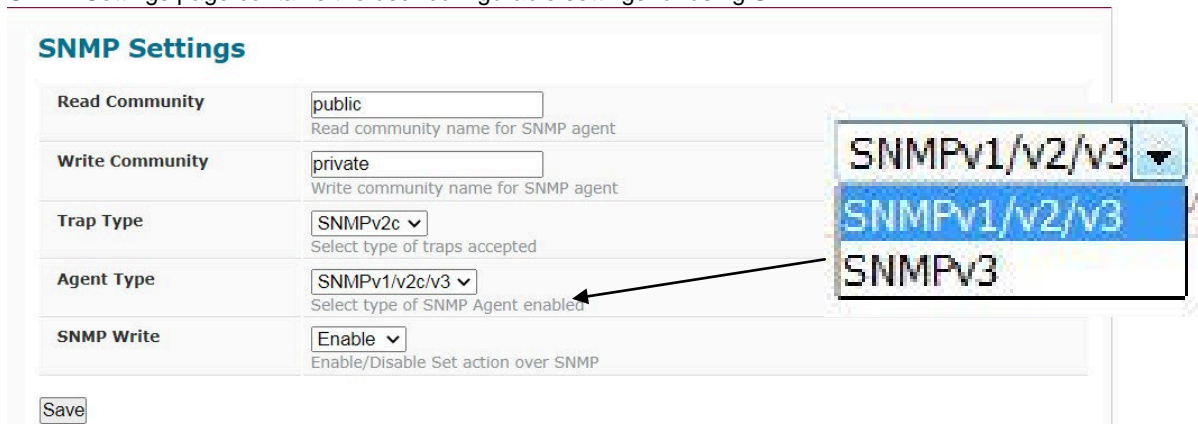 SNMP Settings
Read Community
public
Read community name for SNMP agent
Write Community
private
Write community name for SNMP agent
Trap Type
SNMPv2c
Select type of traps accepted
Agent Type
SNMPv1/v2c/v3
Select type of SNMP Agent enabled
SNMP Write
Enable
Enable/Disable Set action over SNMP
Save
SNMPv1/v2/v3
SNMPv1/v2/v3
SNMPv3